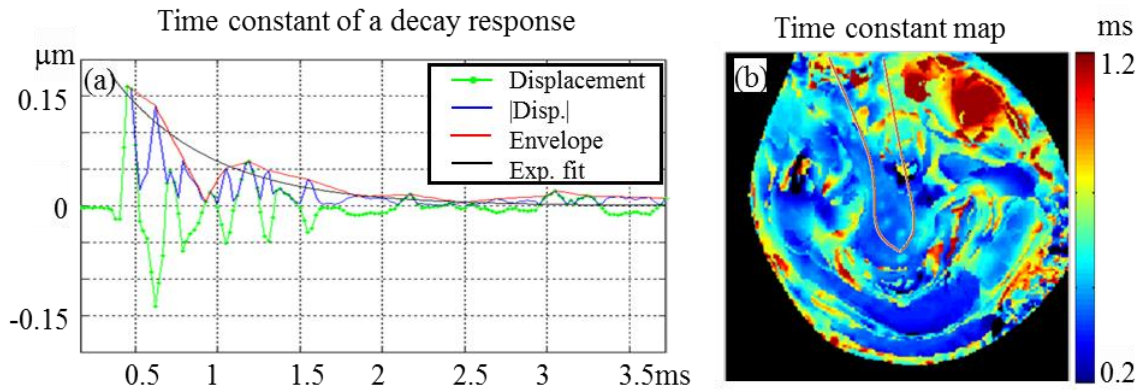 Time constant of a decay response
μm
(a)
Displacement
|Disp.|
Envelope
Exp. fit
0.15
0
-0.15
0.5 1 1.5 2 2.5 3 3.5ms
Time constant map
ms
(b)
1.2
0.2